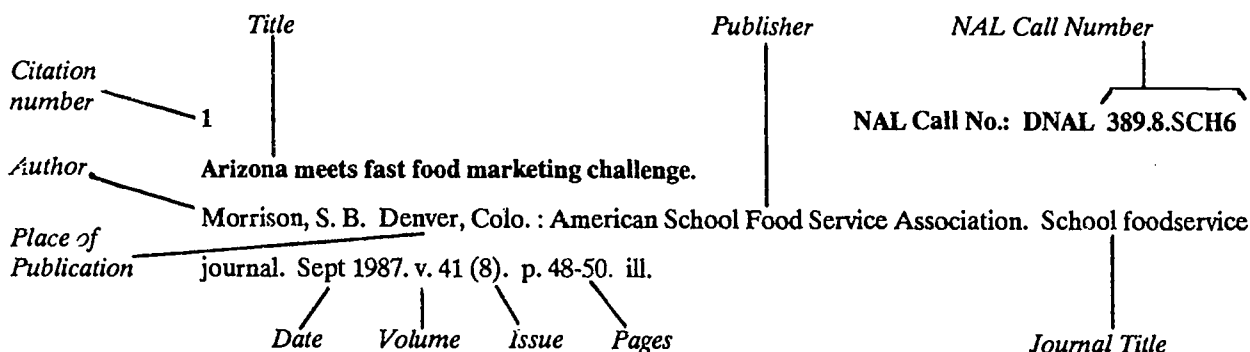 Title Publisher NAL Call Number
Citation
number
1 NAL Call No.: DNAL 389.8.SCH6
Author Arizona meets fast food marketing challenge.
Morrison, S. B. Denver, Colo. : American School Food Service Association. School foodservice
Place of
Publication journal. Sept 1987. v. 41 (8). p. 48-50. ill.
Date Volume Issue Pages Journal Title